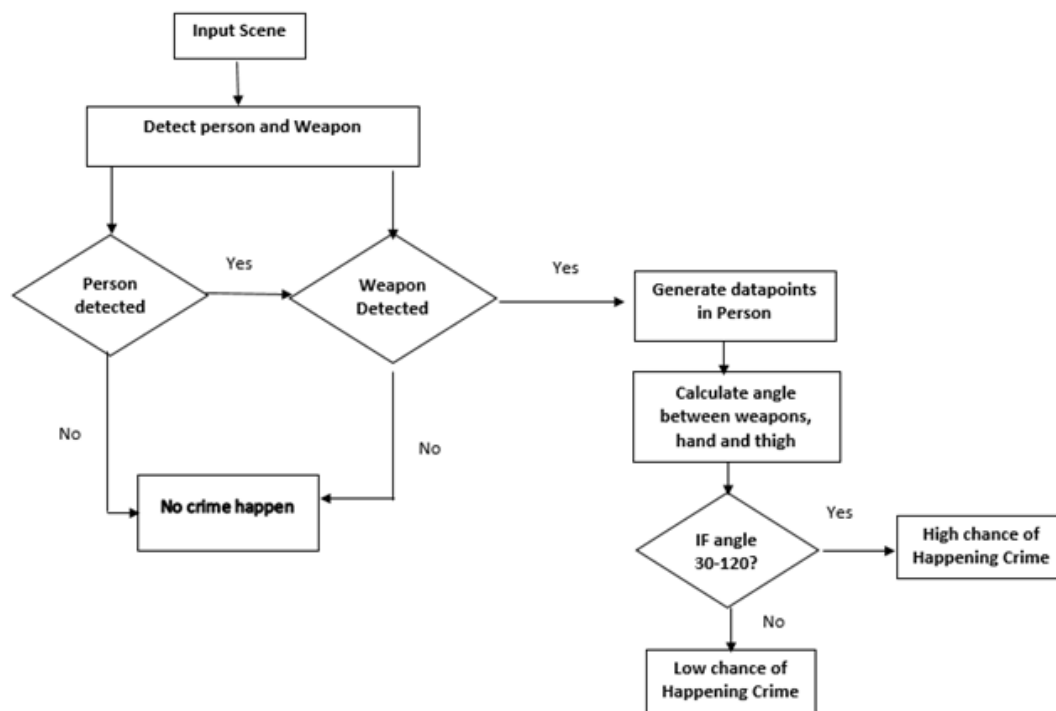 Input Scene
Detect person and Weapon
Person
detected
Yes
Weapon
Detected
Yes
Generate datapoints
in Person
Calculate angle
between weapons,
hand and thigh
No
No
No crime happen
IF angle
30-120?
Yes
High chance of
Happening Crime
No
Low chance of
Happening Crime